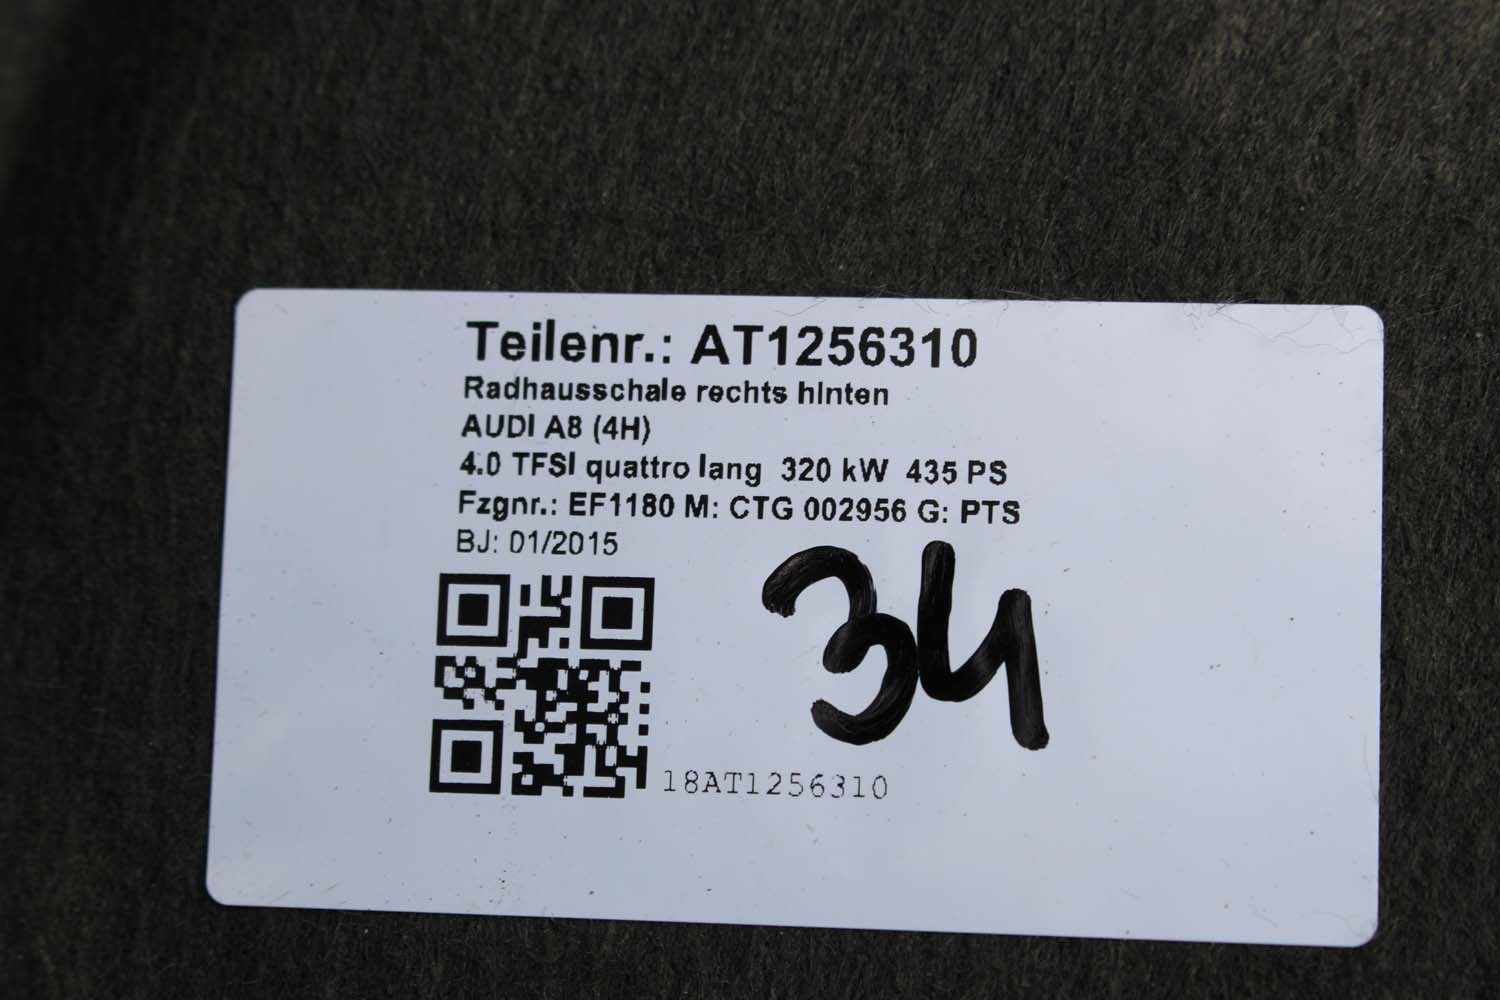 Teilenr.: AT1256310
Radhausschale rechts hinten
AUDI A8 (4H)
4.0 TFSI quattro lang 320 kW 435 PS
Fzgnr.: EF1180 M: CTG 002956 G: PTS
BJ: 01/2015
34
18AT1256310